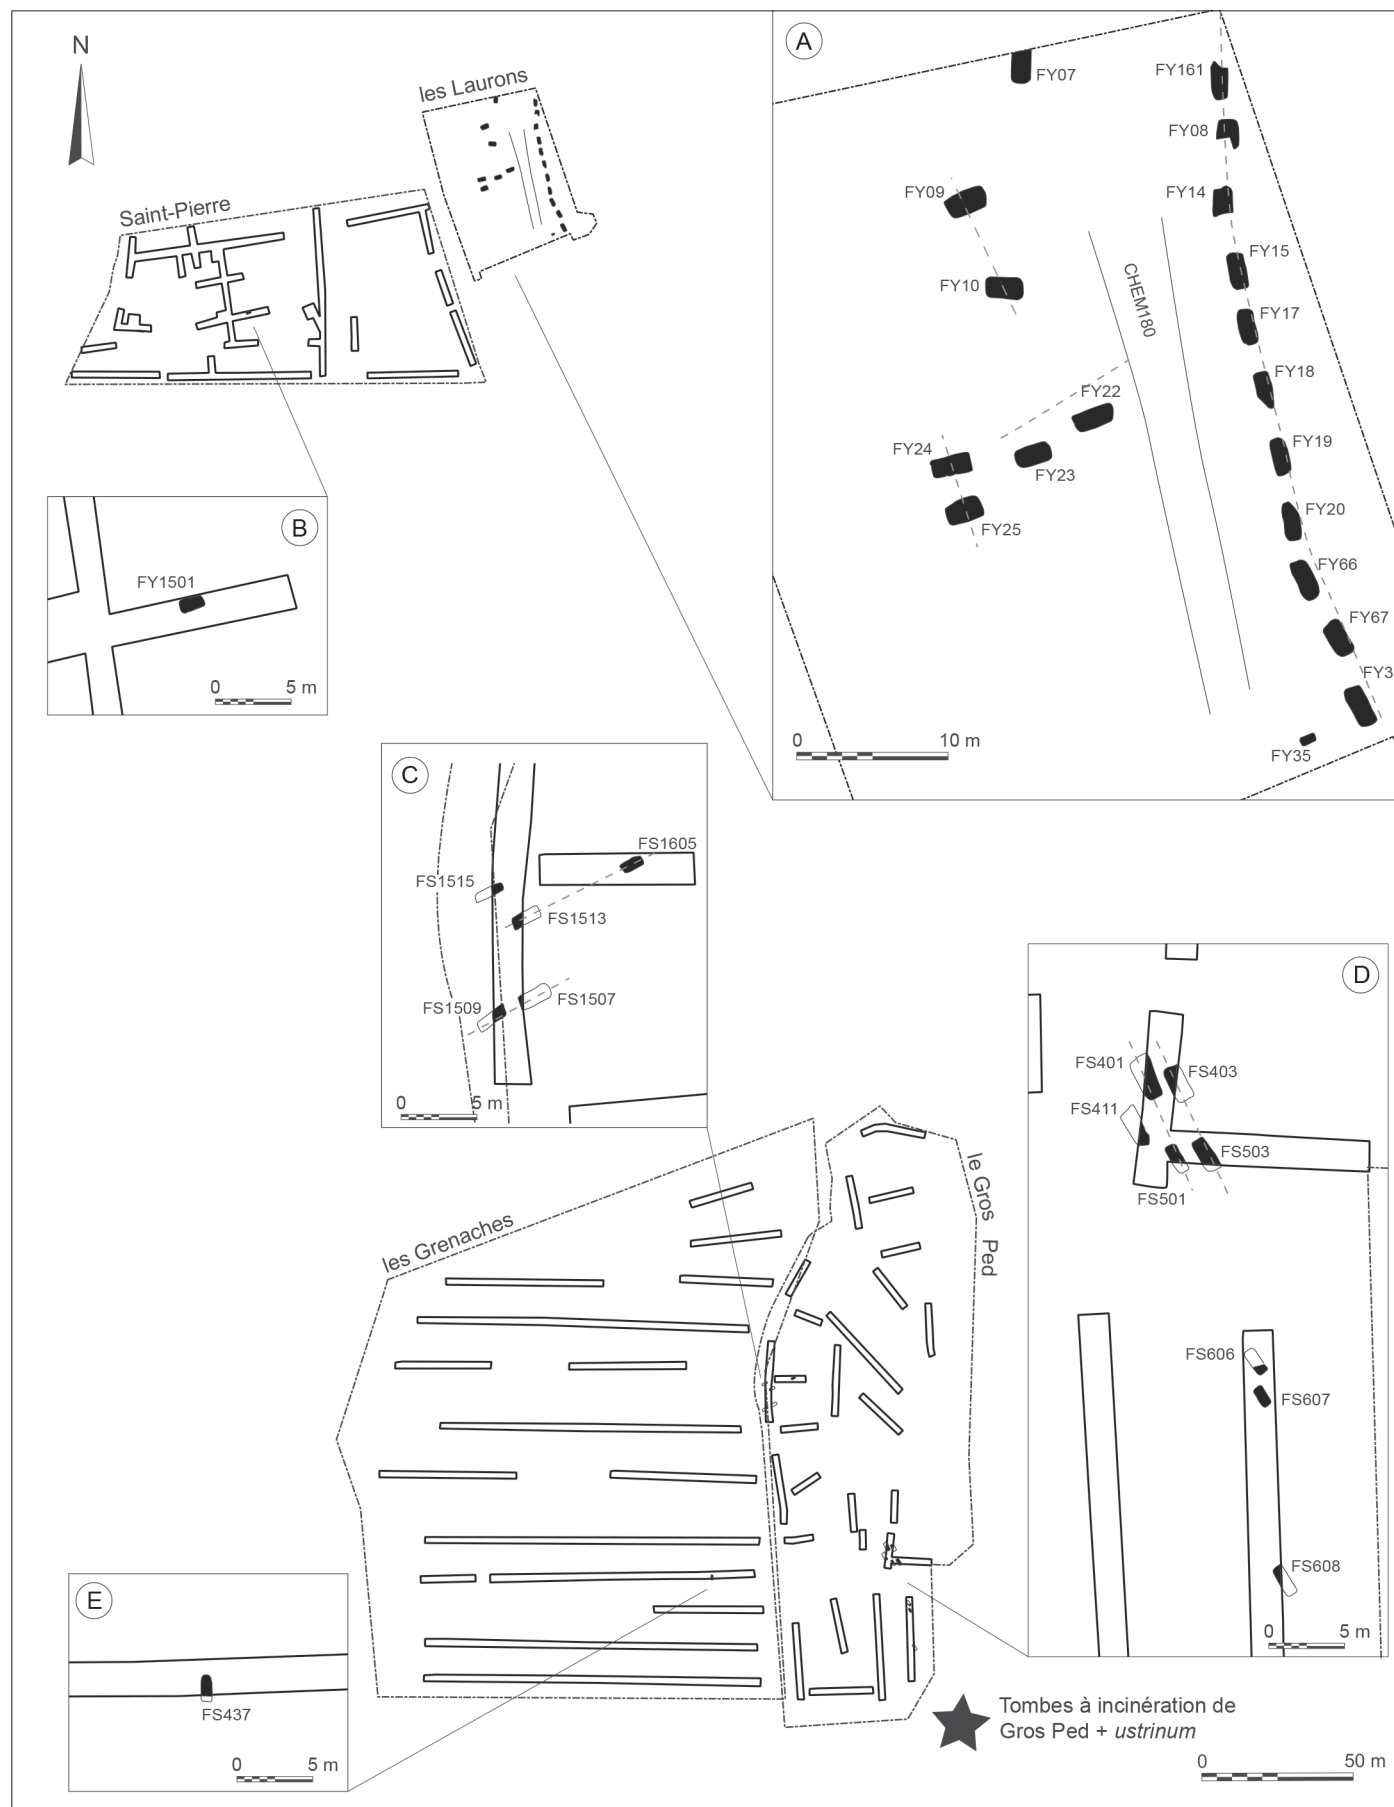 N
les Laurons
Saint-Pierre
A
FY07
FY161
FY08
FY14
FY09
FY10
FY15
FY17
CHEM180
FY18
FY22
FY19
FY24
FY23
FY25
FY20
FY66
FY67
FY3
FY35
0 10 m
B
FY1501
0 5 m
C
FS1605
FS1515
FS1513
FS1507
FS1509
0 5 m
D
FS401
FS403
FS411
FS503
FS501
FS606
FS607
FS608
0 5 m
les Grenaches
le Gros Ped
E
FS437
0 5 m
Tombes à incinération de
Gros Ped + ustrinum
0 50 m